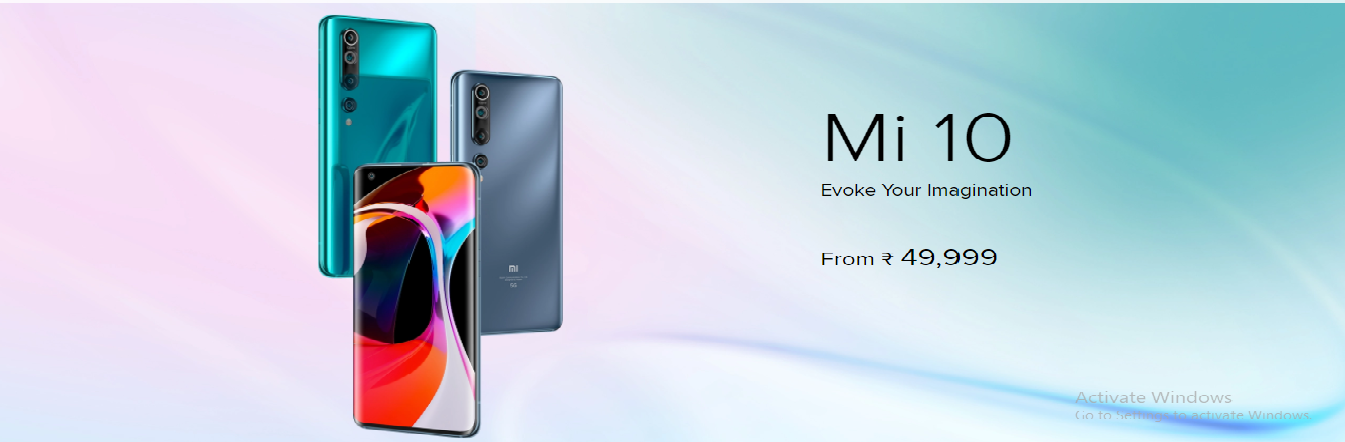 Mi 10
Evoke Your Imagination
From ₹ 49,999
mi
5G
Activate Windows
Go to Settings to activate Windows.